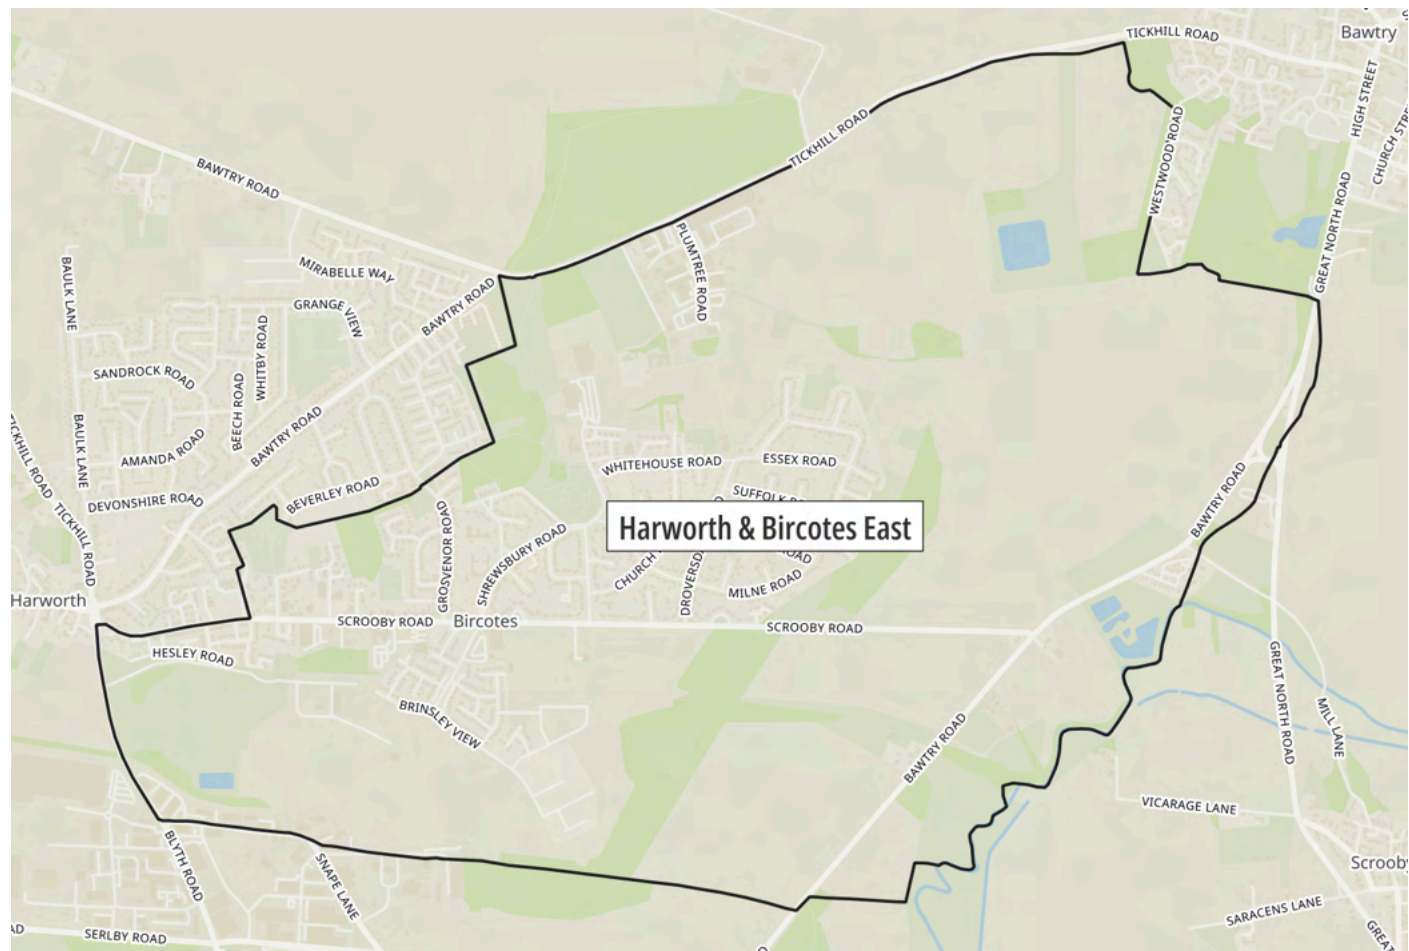 TICKHILL ROAD
Bawtry
HIGH STREET
TICKHILL ROAD
WESTWOOD ROAD
BAWTRY ROAD
GREAT NORTH ROAD
BAULK LANE
MIRABELLE WAY
PLUMTREE ROAD
GRANGE VIEW
BAWTRY ROAD
WHITBY ROAD
SANDROCK ROAD
BEECH ROAD
BAULK LANE
BAWTRY ROAD
AMANDA ROAD
WHITEHOUSE ROAD
ESSEX ROAD
TICKHILL ROAD
BEVERLEY ROAD
DEVONSHIRE ROAD
SUFFOLK
BAWTRY ROAD
Harworth & Bircotes East
TICKHILL ROAD
GROSVENOR ROAD
SHREWSBURY ROAD
CHURCH
ROAD
MILNE ROAD
Harworth
SCROOBY ROAD
Bircotes
SCROOBY ROAD
HESLEY ROAD
GREAT NORTH ROAD
MILL LANE
BRINSLEY VIEW
BAWTRY ROAD
VICARAGE LANE
BLYTH ROAD
SNAPE LANE
SARACENS LANE
SERLBY ROAD